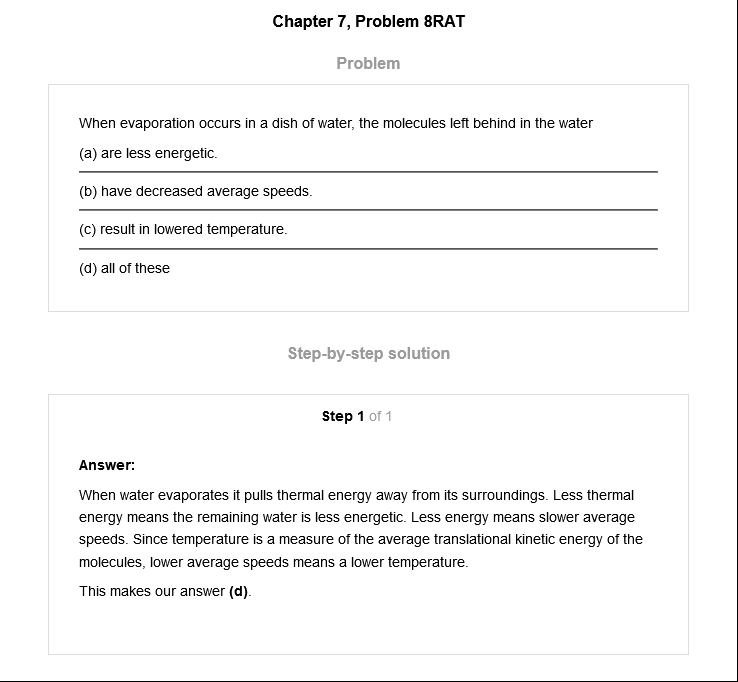 Chapter 7, Problem 8RAT
Problem
When evaporation occurs in a dish of water, the molecules left behind in the water
(a) are less energetic.
(b) have decreased average speeds.
(c) result in lowered temperature.
(d) all of these
Step-by-step solution
Step 1 of 1
Answer:
When water evaporates it pulls thermal energy away from its surroundings. Less thermal
energy means the remaining water is less energetic. Less energy means slower average
speeds. Since temperature is a measure of the average translational kinetic energy of the
molecules, lower average speeds means a lower temperature.
This makes our answer (d).